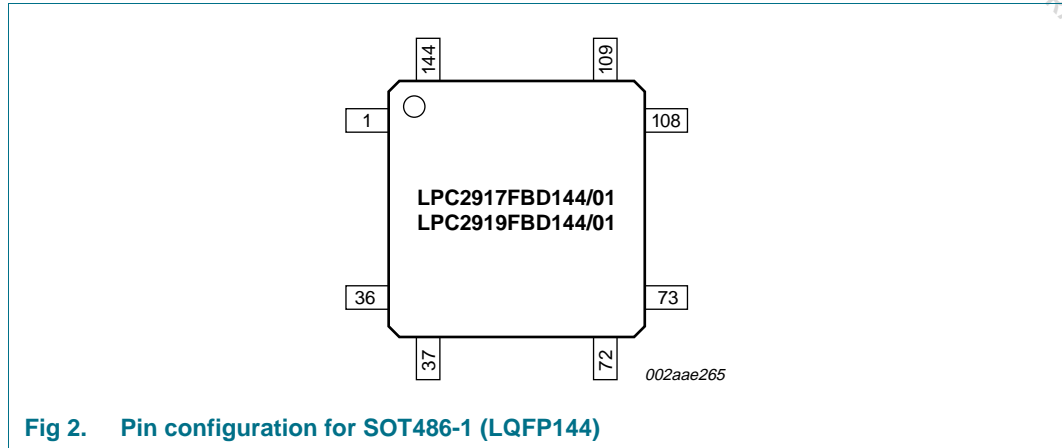 144 109
1 108
LPC2917FBD144/01
LPC2919FBD144/01
36 73
37 72
002aae265
Fig 2. Pin configuration for SOT486-1 (LQFP144)